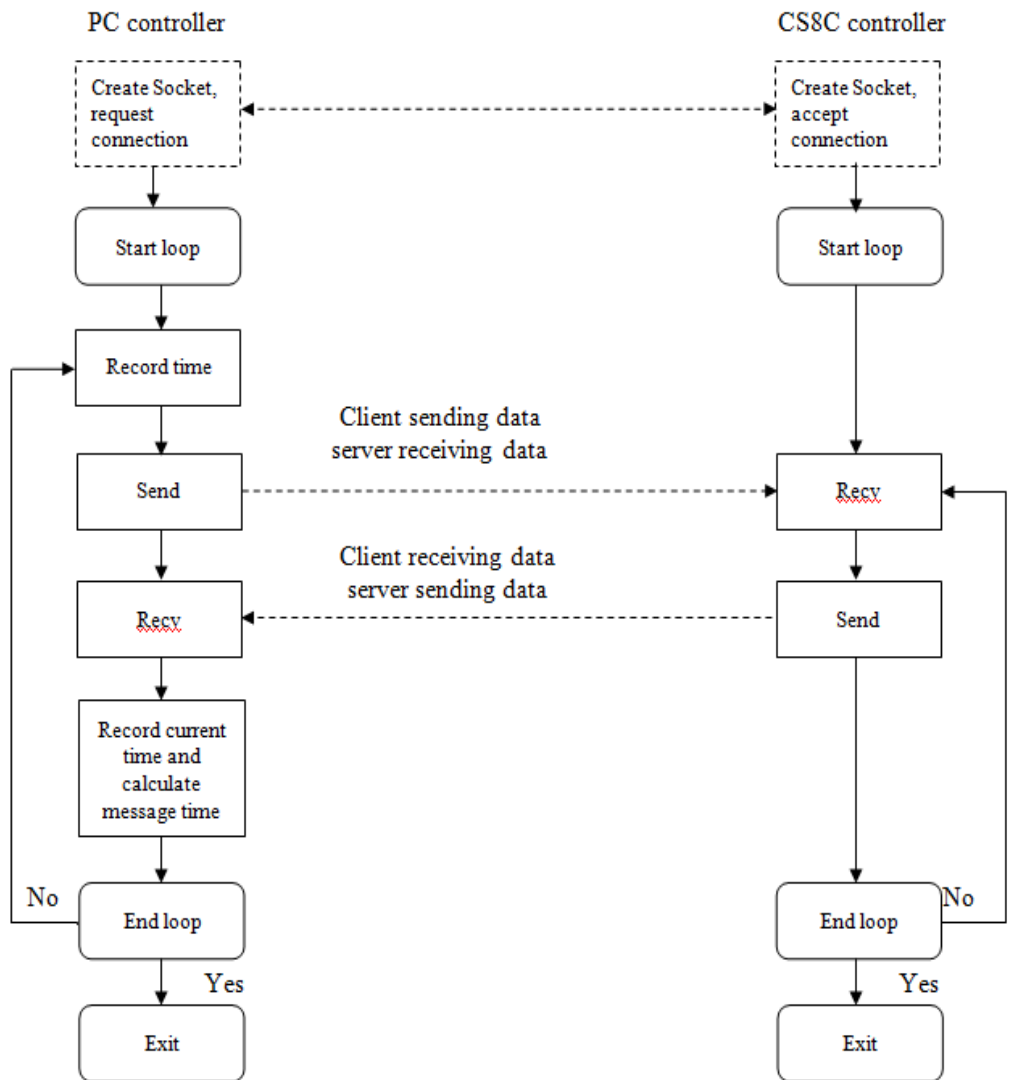 PC controller
CS8C controller
Create Socket,
request
connection
Create Socket,
accept
connection
Start loop
Start loop
Record time
Client sending data
server receiving data
Send
Recv
Client receiving data
server sending data
Recv
Send
Record current
time and
calculate
message time
No
End loop
End loop
No
Yes
Yes
Exit
Exit